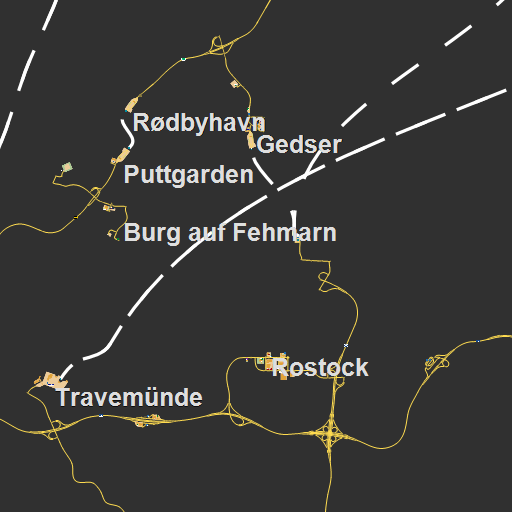 Rødbyhavn
Gedser
Puttgarden
Burg auf Fehmarn
Rostock
Travemünde